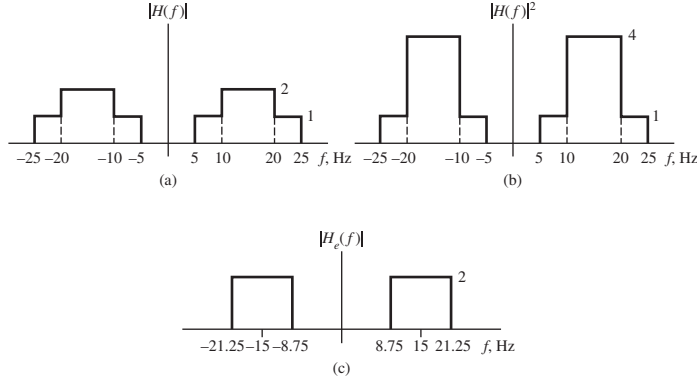 |H(f)|
2
1
–25 –20 –10 –5 5 10 20 25 f, Hz
(a)
|H(f)|²
4
1
–25 –20 –10 –5 5 10 20 25 f, Hz
(b)
|Hₑ(f)|
2
–21.25 –15 –8.75 8.75 15 21.25 f, Hz
(c)